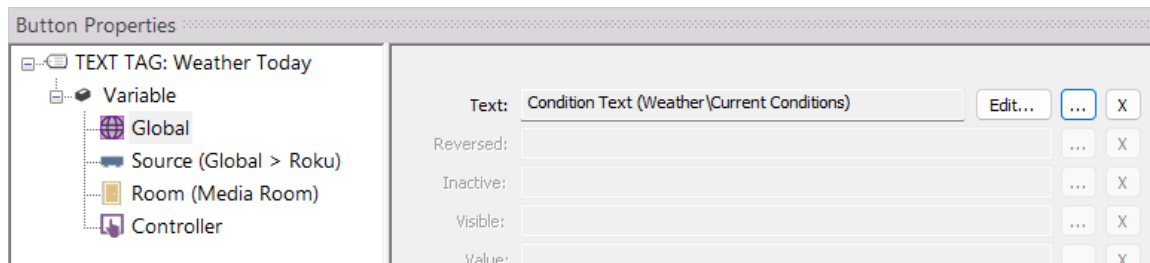 Button Properties
TEXT TAG: Weather Today
Variable
Global
Source (Global > Roku)
Room (Media Room)
Controller
Text: Condition Text (Weather\Current Conditions) Edit... ... X
Reversed: ... X
Inactive: ... X
Visible: ... X
Value: ... X